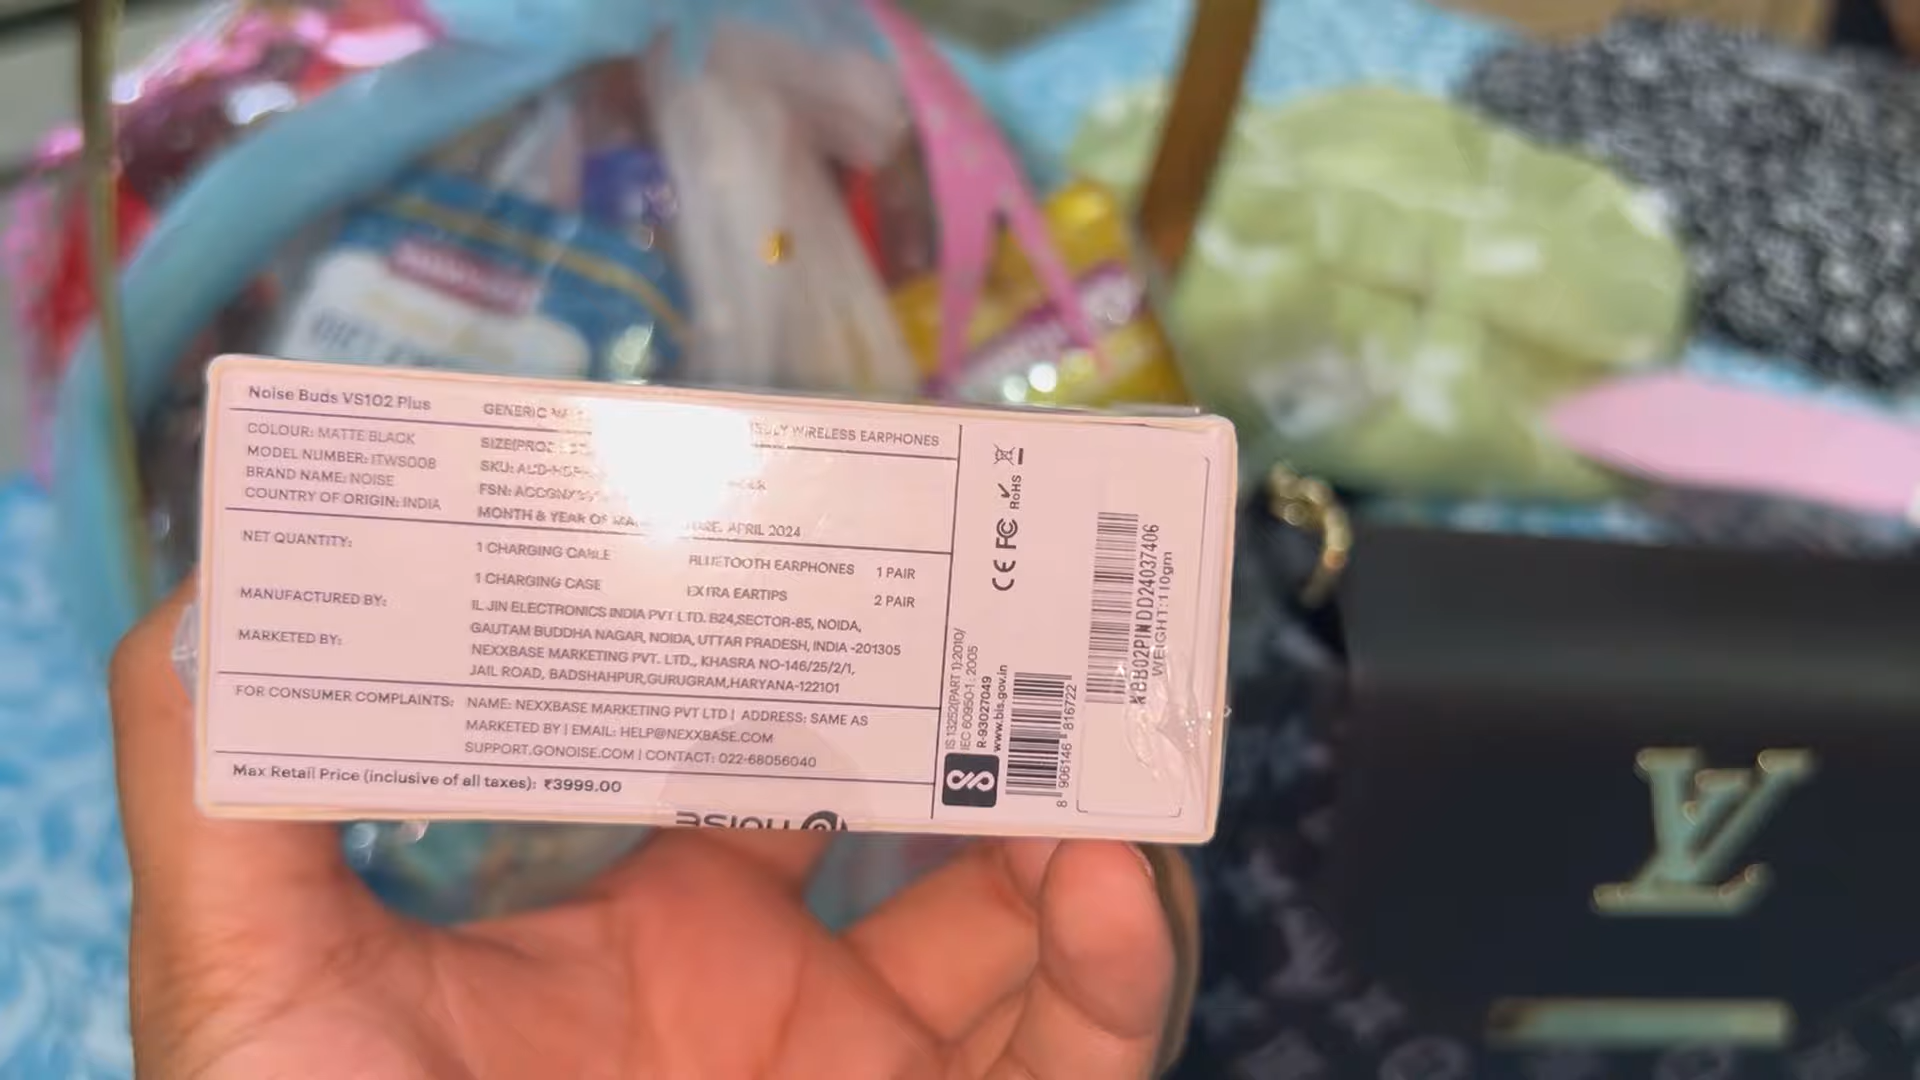 Noise Buds VS102 Plus
GENERIC
WIRELESS EARPHONES
COLOUR: MATTE BLACK
MODEL NUMBER: ITWS008
BRAND NAME: NOISE
COUNTRY OF ORIGIN: INDIA
MONTH & YEAR OF
APRIL 2024
NET QUANTITY:
1 CHARGING CABLE
BLUETOOTH EARPHONES 1 PAIR
1 CHARGING CASE
EXTRA EARTIPS 2 PAIR
MANUFACTURED BY:
IL JIN ELECTRONICS INDIA PVT LTD. B24,SECTOR-85, NOIDA,
GAUTAM BUDDHA NAGAR, NOIDA, UTTAR PRADESH, INDIA -201305
MARKETED BY:
NEXXBASE MARKETING PVT. LTD., KHASRA NO-146/25/2/1,
JAIL ROAD, BADSHAHPUR,GURUGRAM,HARYANA-122101
FOR CONSUMER COMPLAINTS:
NAME: NEXXBASE MARKETING PVT LTD | ADDRESS: SAME AS
MARKETED BY | EMAIL: HELP@NEXXBASE.COM
SUPPORT.GONOISE.COM | CONTACT: 022-68056040
Max Retail Price (inclusive of all taxes): ₹3999.00
noise
CE FC RoHS
IS 13252(PART 1):2010/
IEC 60950-1: 2005
R-93027049
www.bis.gov.in
8 906146 816722
NBB02PINDD24037406
WEIGHT:110gm
LV